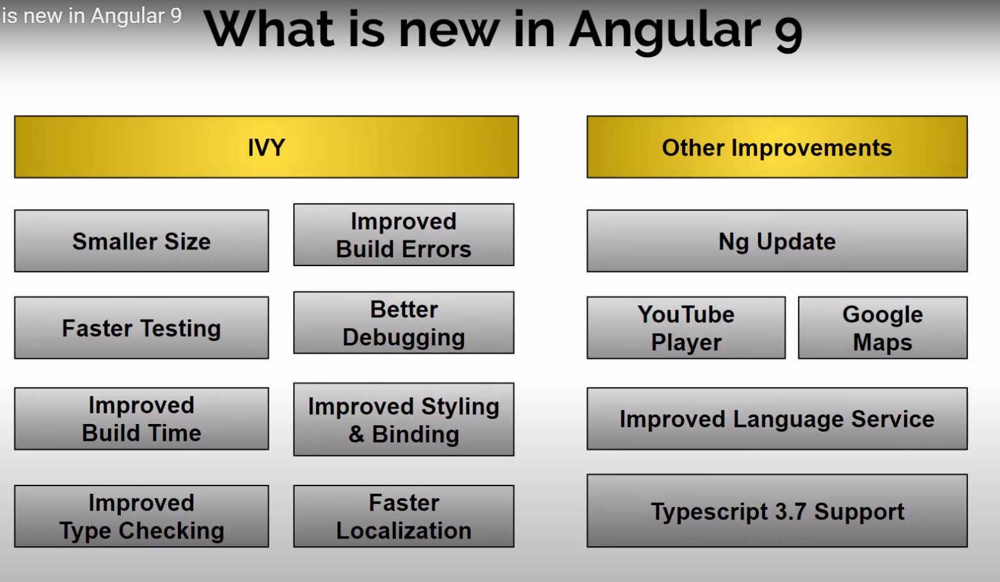 is new in Angular 9
What is new in Angular 9
IVY
Smaller Size
Improved
Build Errors
Faster Testing
Better
Debugging
Improved
Build Time
Improved Styling
& Binding
Improved
Type Checking
Faster
Localization
Other Improvements
Ng Update
YouTube
Player
Google
Maps
Improved Language Service
Typescript 3.7 Support